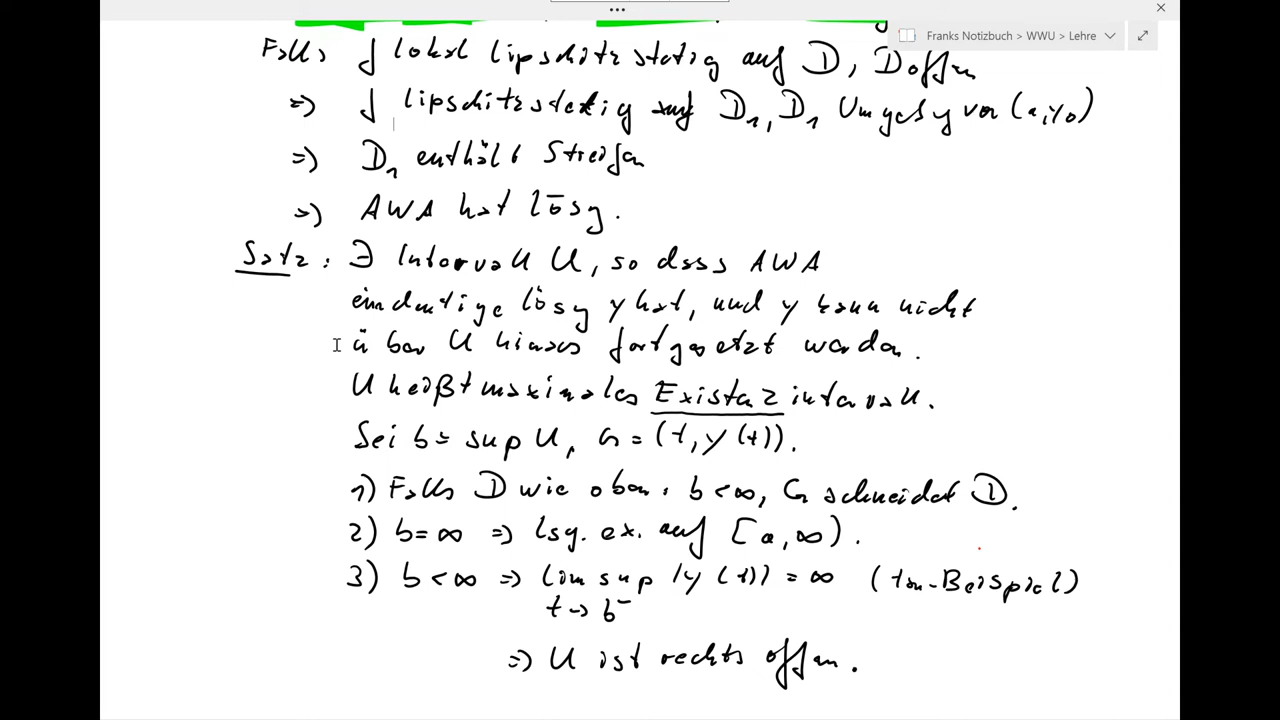 Franks Notizbuch > WWU > Lehre
Falls f lokal lipschitzstetig auf D, D offen
=> f lipschitzstetig auf D₁, D₁ Umgebg von (a, y₀)
=> D₁ enthält Streifen
=> AWA hat Lösg.
Satz: ∃ Intervall U, so dass AWA
eindeutige Lösg y hat, und y kann nicht
über U hinaus fortgesetzt werden.
U heißt maximales Existenzintervall.
Sei b = sup U, G = (t, y(t)).
1) Falls D wie oben: b < ∞, G schneidet D.
2) b = ∞ => Lsg. ex. auf [a, ∞).
3) b < ∞ => lim sup |y(t)| = ∞ (tan-Beispiel)
t → b⁻
=> U ist rechts offen.